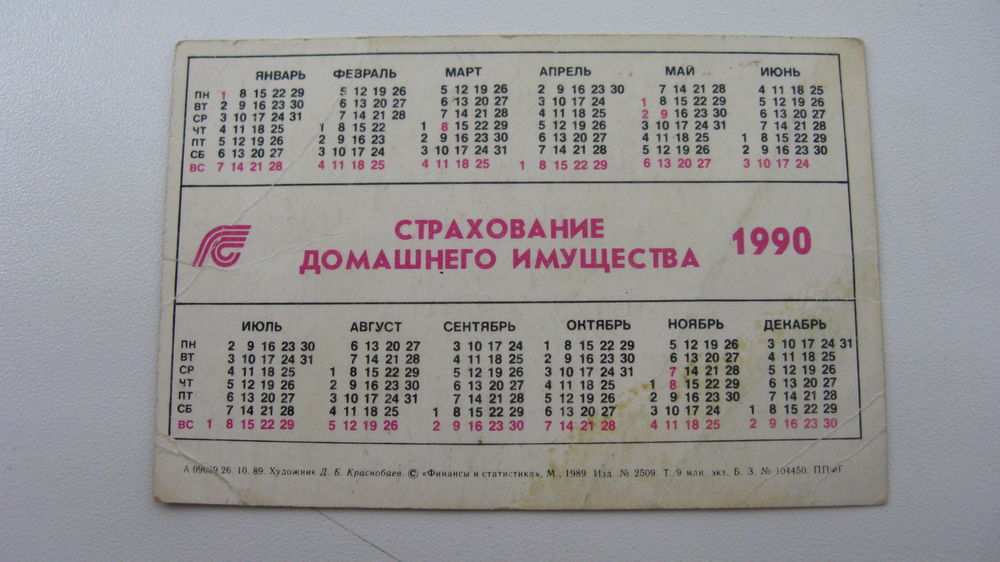 ЯНВАРЬ ФЕВРАЛЬ МАРТ АПРЕЛЬ МАЙ ИЮНЬ
ПН 1 8 15 22 29 5 12 19 26 5 12 19 26 2 9 16 23 30 7 14 21 28 4 11 18 25
ВТ 2 9 16 23 30 6 13 20 27 6 13 20 27 3 10 17 24 1 8 15 22 29 5 12 19 26
СР 3 10 17 24 31 7 14 21 28 7 14 21 28 4 11 18 25 2 9 16 23 30 6 13 20 27
ЧТ 4 11 18 25 1 8 15 22 1 8 15 22 29 5 12 19 26 3 10 17 24 31 7 14 21 28
ПТ 5 12 19 26 2 9 16 23 2 9 16 23 30 6 13 20 27 4 11 18 25 1 8 15 22 29
СБ 6 13 20 27 3 10 17 24 3 10 17 24 31 7 14 21 28 5 12 19 26 2 9 16 23 30
ВС 7 14 21 28 4 11 18 25 4 11 18 25 1 8 15 22 29 6 13 20 27 3 10 17 24
СТРАХОВАНИЕ
ДОМАШНЕГО ИМУЩЕСТВА 1990
ИЮЛЬ АВГУСТ СЕНТЯБРЬ ОКТЯБРЬ НОЯБРЬ ДЕКАБРЬ
ПН 2 9 16 23 30 6 13 20 27 3 10 17 24 1 8 15 22 29 5 12 19 26 3 10 17 24 31
ВТ 3 10 17 24 31 7 14 21 28 4 11 18 25 2 9 16 23 30 6 13 20 27 4 11 18 25
СР 4 11 18 25 1 8 15 22 29 5 12 19 26 3 10 17 24 31 7 14 21 28 5 12 19 26
ЧТ 5 12 19 26 2 9 16 23 30 6 13 20 27 4 11 18 25 1 8 15 22 29 6 13 20 27
ПТ 6 13 20 27 3 10 17 24 31 7 14 21 28 5 12 19 26 2 9 16 23 30 7 14 21 28
СБ 7 14 21 28 4 11 18 25 1 8 15 22 29 6 13 20 27 3 10 17 24 1 8 15 22 29
ВС 1 8 15 22 29 5 12 19 26 2 9 16 23 30 7 14 21 28 4 11 18 25 2 9 16 23 30
А 26. 10. 89. Художник Д. Б. Краснобаев. © «Финансы и статистика», М., 1989. Изд. № 2509. Т. 9 млн. экз. Б. З. № 104450.